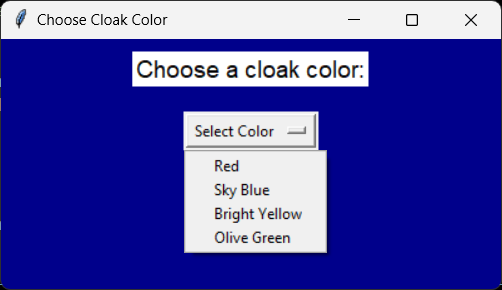 Choose Cloak Color
Choose a cloak color:
Select Color
Red
Sky Blue
Bright Yellow
Olive Green